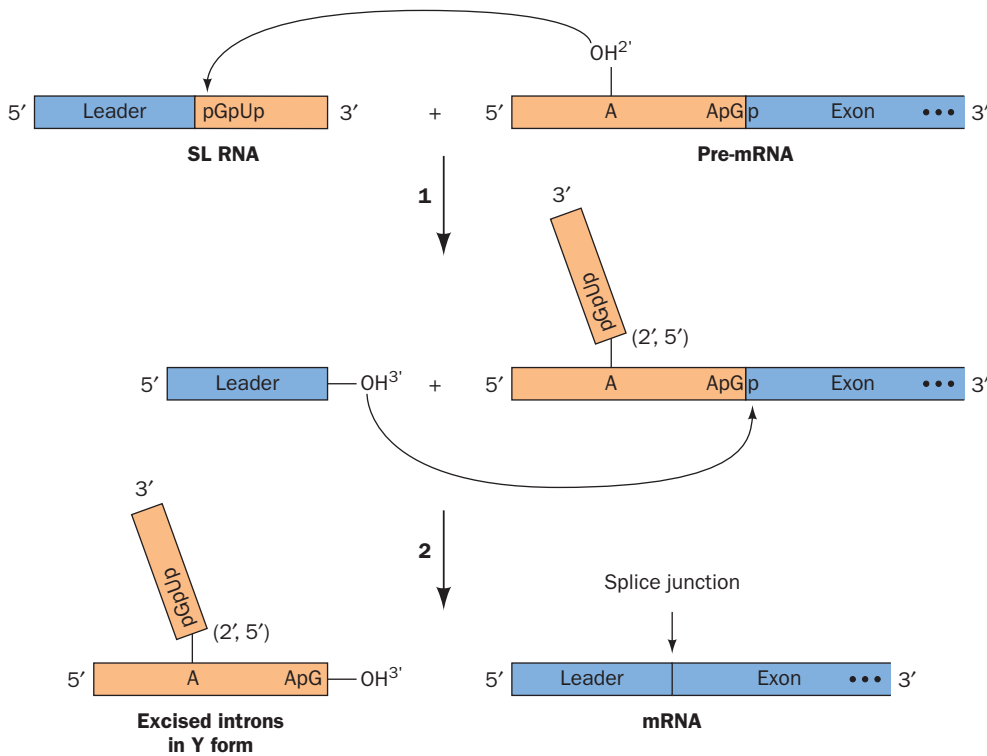 OH2'
5′ Leader pGpUp 3′ + 5′ A ApGp Exon ••• 3′
SL RNA Pre-mRNA
1
3′
pGpUp
(2′, 5′)
5′ Leader OH3' + 5′ A ApGp Exon ••• 3′
2
3′
pGpUp
Splice junction
(2′, 5′)
5′ A ApG OH3' 5′ Leader Exon ••• 3′
Excised introns mRNA
in Y form